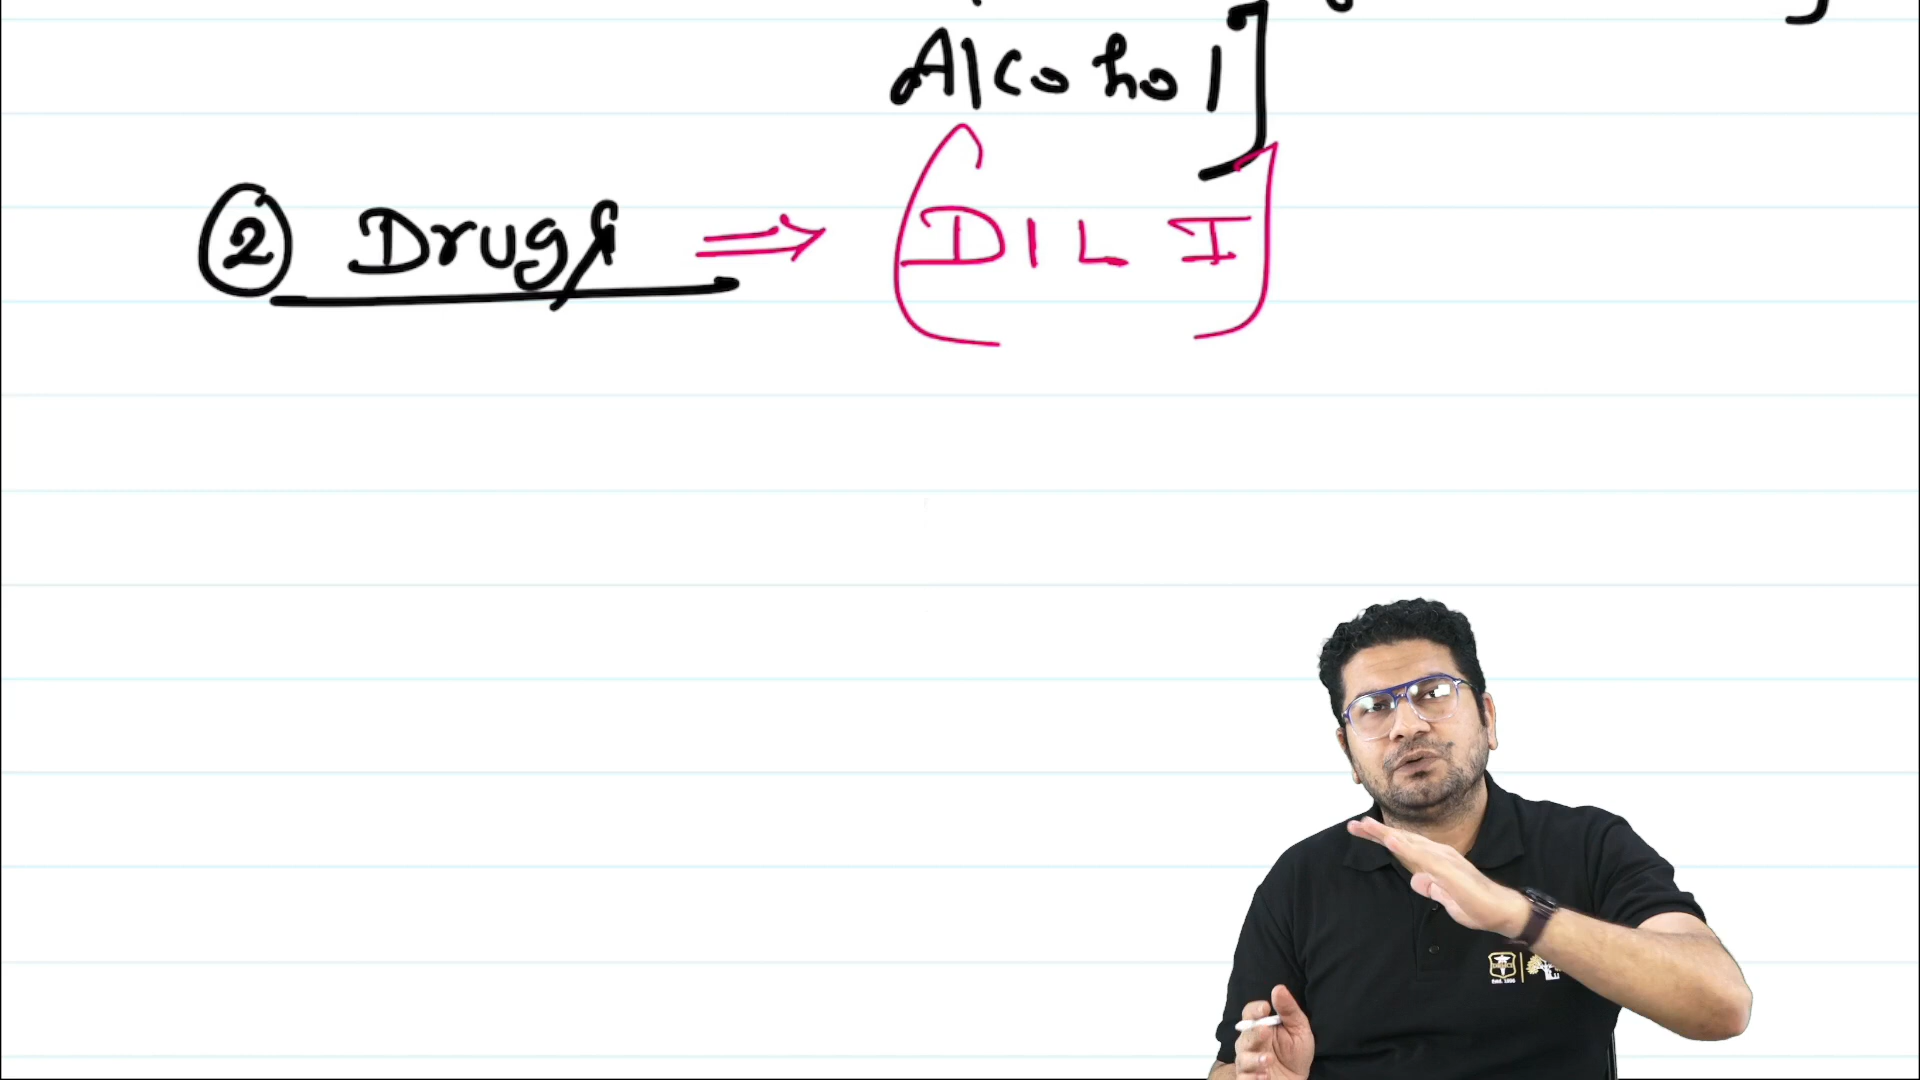 Alcohol]
② Drugs ⇒ [DILI]